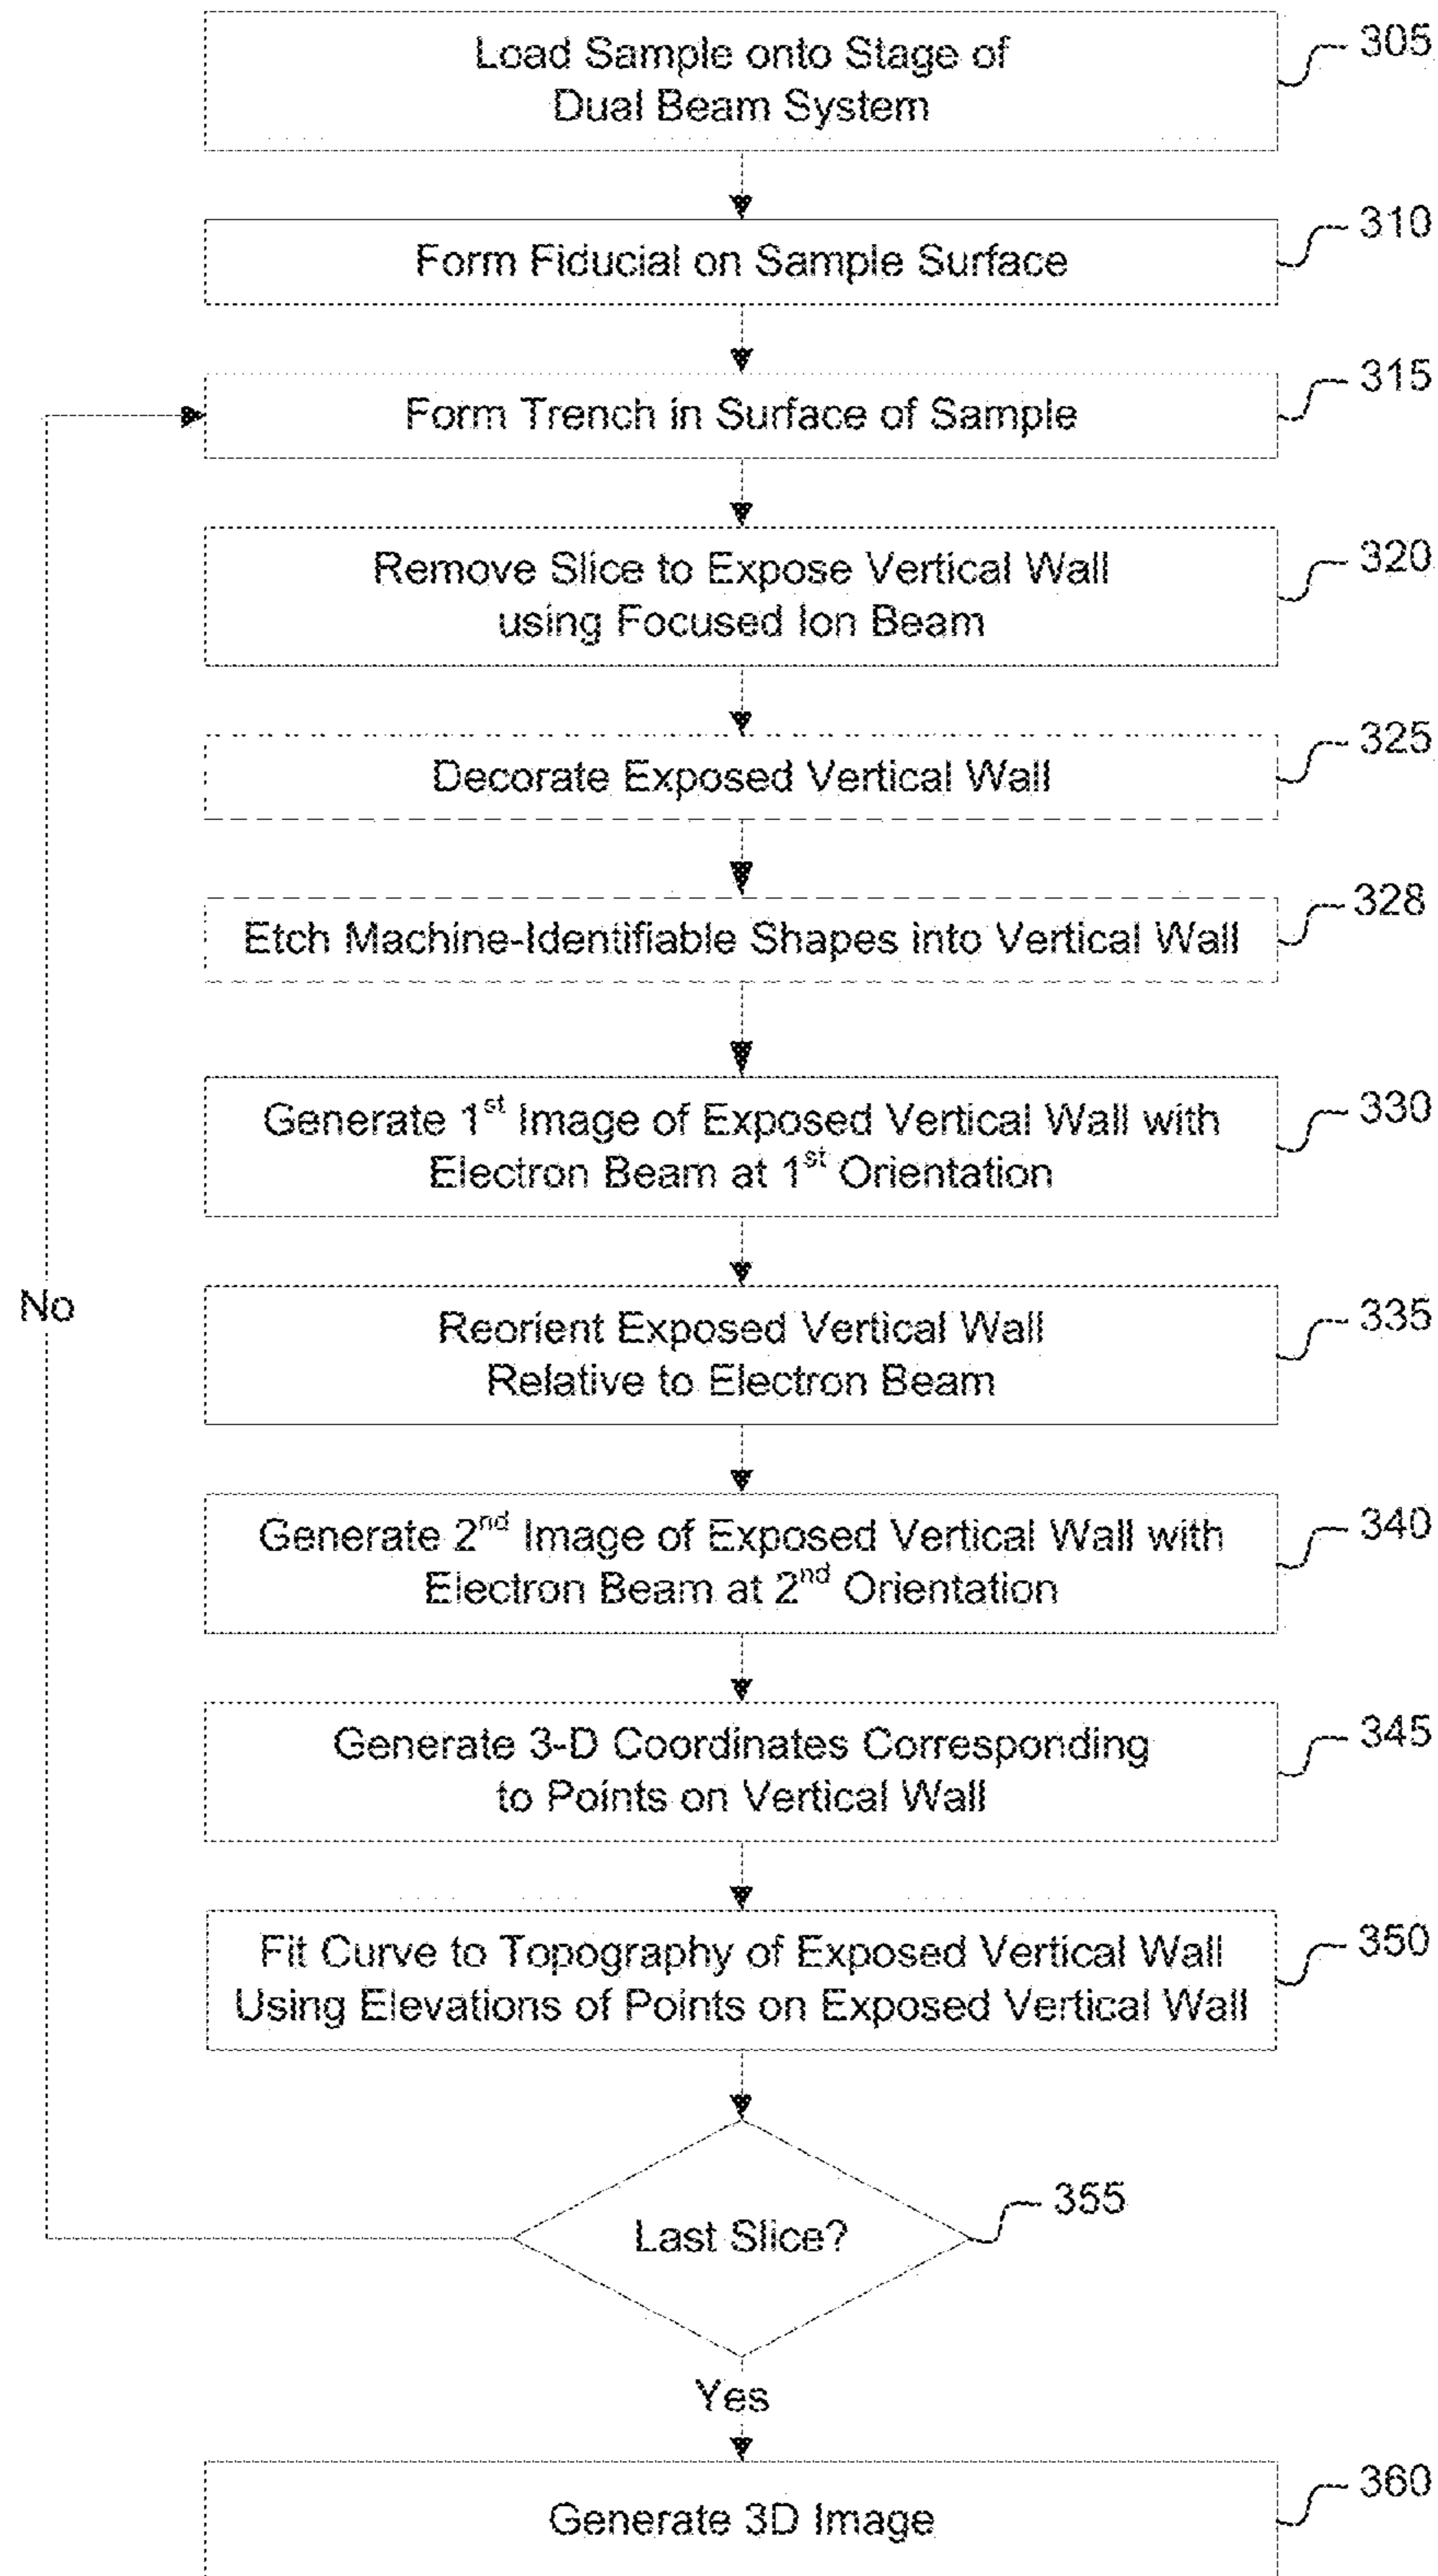 Load Sample onto Stage of
Dual Beam System
305
Form Fiducial on Sample Surface
310
Form Trench in Surface of Sample
315
Remove Slice to Expose Vertical Wall
using Focused Ion Beam
320
Decorate Exposed Vertical Wall
325
Etch Machine-Identifiable Shapes into Vertical Wall
328
Generate 1st Image of Exposed Vertical Wall with
Electron Beam at 1st Orientation
330
Reorient Exposed Vertical Wall
Relative to Electron Beam
335
No
Generate 2nd Image of Exposed Vertical Wall with
Electron Beam at 2nd Orientation
340
Generate 3-D Coordinates Corresponding
to Points on Vertical Wall
345
Fit Curve to Topography of Exposed Vertical Wall
Using Elevations of Points on Exposed Vertical Wall
350
Last Slice?
355
Yes
Generate 3D Image
360